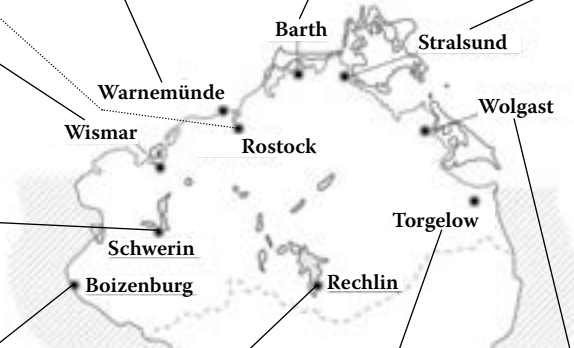 Barth
Stralsund
Warnemünde
Wolgast
Wismar
Rostock
Torgelow
Schwerin
Boizenburg
Rechlin